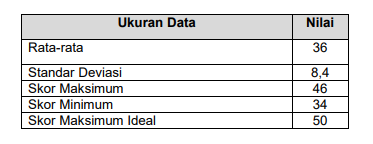 Ukuran Data Nilai
Rata-rata 36
Standar Deviasi 8,4
Skor Maksimum 46
Skor Minimum 34
Skor Maksimum Ideal 50